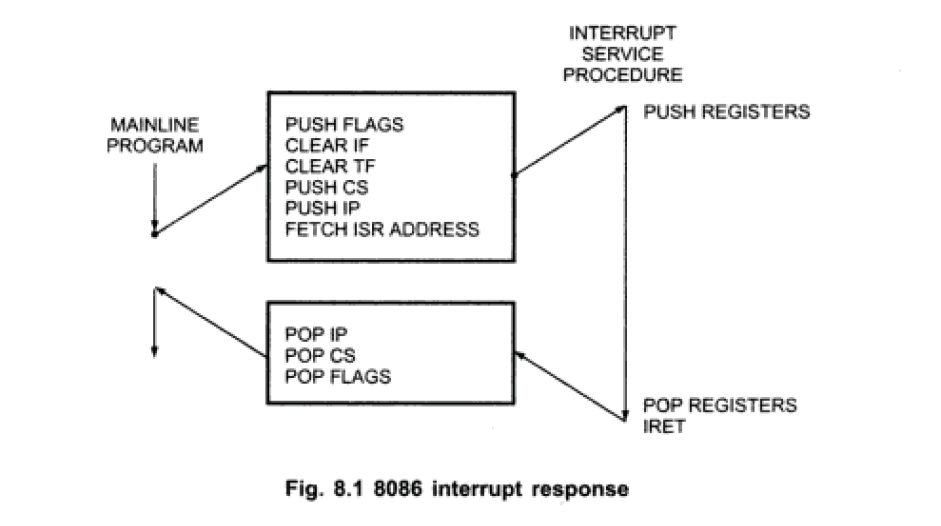 INTERRUPT
SERVICE
PROCEDURE
MAINLINE
PROGRAM
PUSH FLAGS
CLEAR IF
CLEAR TF
PUSH CS
PUSH IP
FETCH ISR ADDRESS
PUSH REGISTERS
POP IP
POP CS
POP FLAGS
POP REGISTERS
IRET
Fig. 8.1 8086 interrupt response